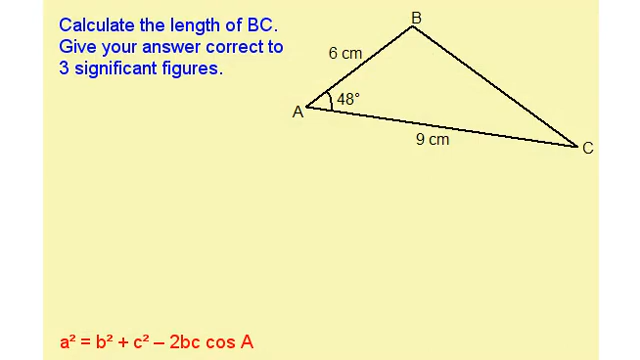 Calculate the length of BC.
Give your answer correct to
3 significant figures.
B
6 cm
48°
A
9 cm
C
a² = b² + c² – 2bc cos A